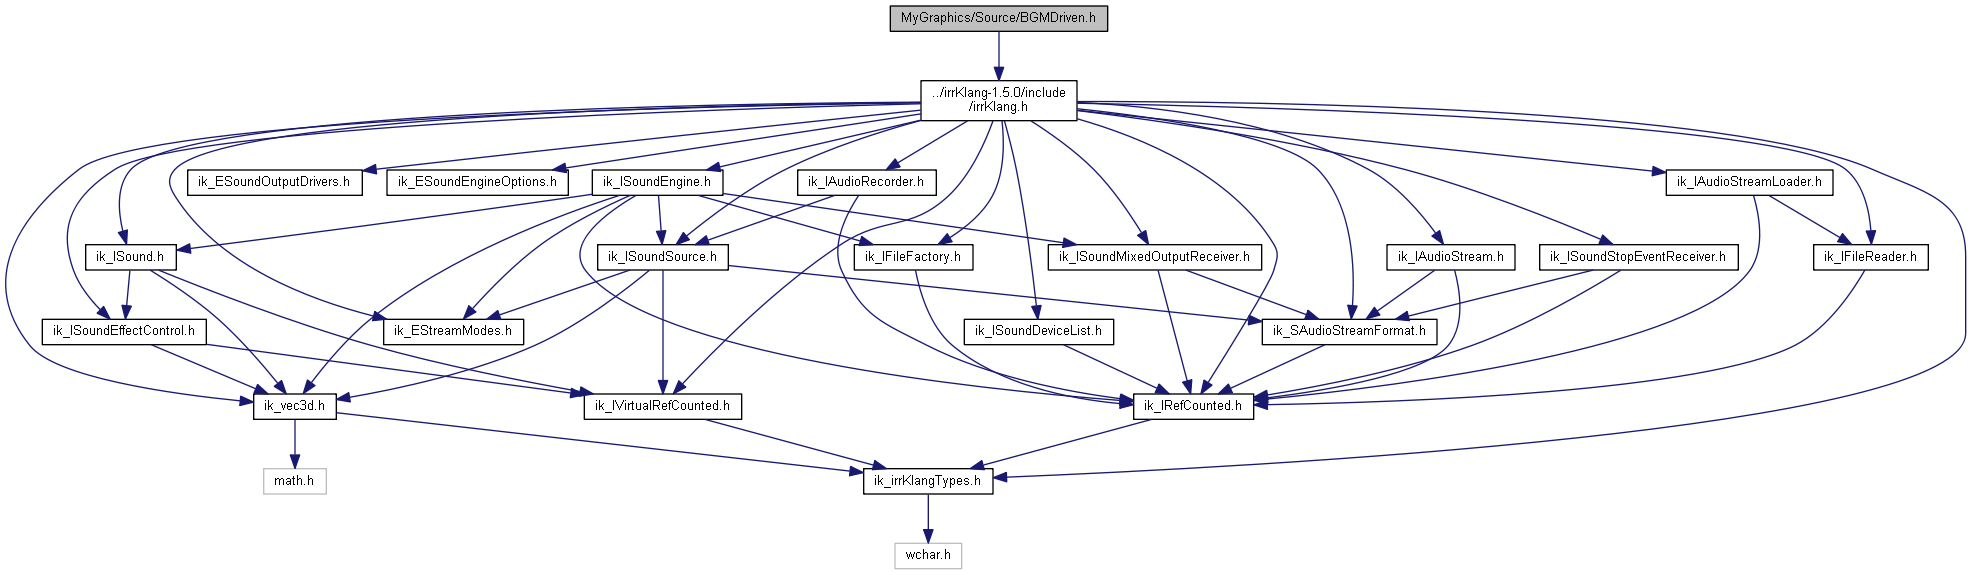 MyGraphics/Source/BGMDriven.h
../irrKlang-1.5.0/include
/irrKlang.h
ik_ESoundOutputDrivers.h
ik_ESoundEngineOptions.h
ik_ISoundEngine.h
ik_IAudioRecorder.h
ik_IAudioStreamLoader.h
ik_ISound.h
ik_ISoundSource.h
ik_IFileFactory.h
ik_ISoundMixedOutputReceiver.h
ik_IAudioStream.h
ik_ISoundStopEventReceiver.h
ik_IFileReader.h
ik_ISoundEffectControl.h
ik_EStreamModes.h
ik_ISoundDeviceList.h
ik_SAudioStreamFormat.h
ik_vec3d.h
ik_IVirtualRefCounted.h
ik_IRefCounted.h
math.h
ik_irrKlangTypes.h
wchar.h